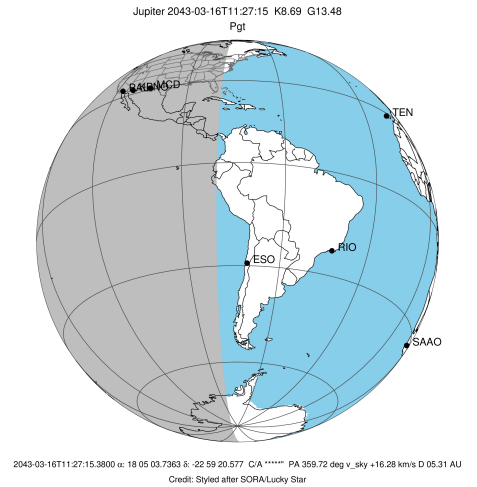 Jupiter 2043-03-16T11:27:15 K8.69 G13.48
Pgt
MCD
TEN
ESO
RIO
SAAO
2043-03-16T11:27:15.3800 α: 18 05 03.7363 δ: -22 59 20.577 C/A *****" PA 359.72 deg v_sky +16.28 km/s D 05.31 AU
Credit: Styled after SORA/Lucky Star